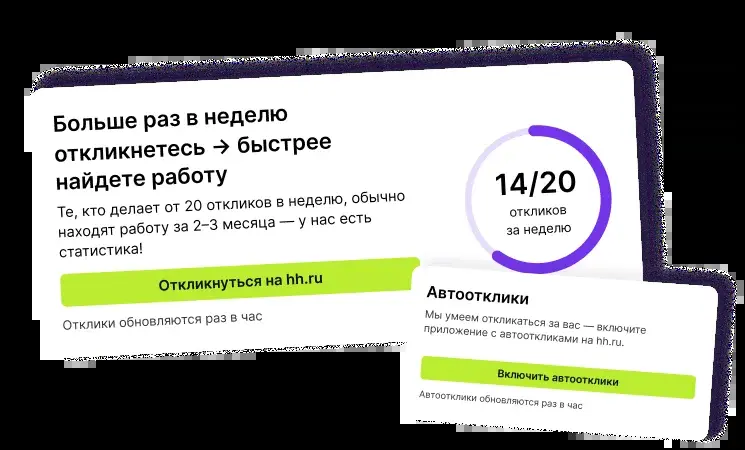 Больше раз в неделю
откликнетесь → быстрее
найдете работу
Те, кто делает от 20 откликов в неделю, обычно
находят работу за 2–3 месяца — у нас есть
статистика!
Откликнуться на hh.ru
Отклики обновляются раз в час
14/20
откликов
за неделю
Автоотклики
Мы умеем откликаться за вас — включите
приложение с автооткликами на hh.ru.
Включить автоотклики
Автоотклики обновляются раз в час